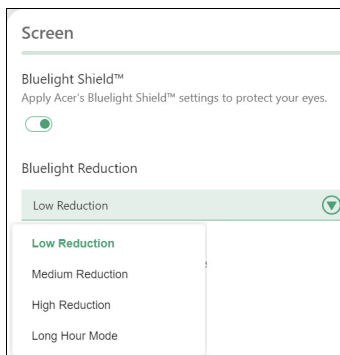 Screen
Bluelight Shield™
Apply Acer's Bluelight Shield™ settings to protect your eyes.
Bluelight Reduction
Low Reduction
Low Reduction
Medium Reduction
High Reduction
Long Hour Mode